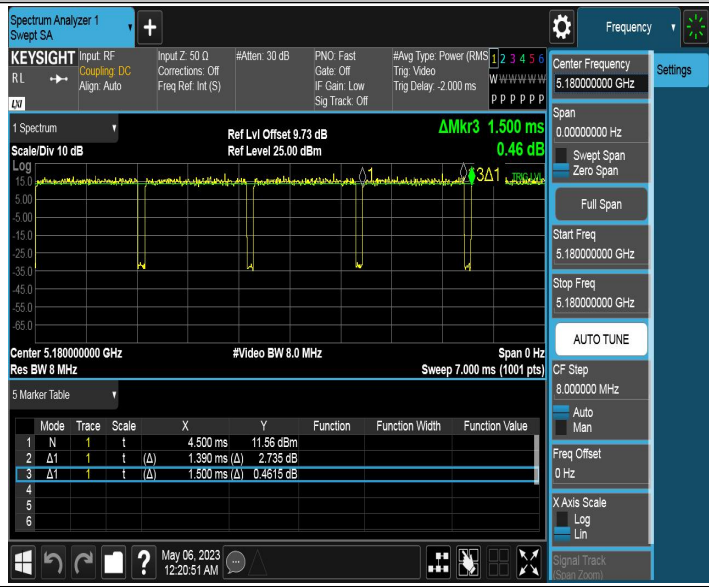 Spectrum Analyzer 1
Swept SA
+
Frequency
KEYSIGHT
RL
LXI
Input: RF
Coupling: DC
Align: Auto
Input Z: 50 Ω
Corrections: Off
Freq Ref: Int (S)
#Atten: 30 dB
PNO: Fast
Gate: Off
IF Gain: Low
Sig Track: Off
#Avg Type: Power (RMS
Trig: Video
Trig Delay: -2.000 ms
1 2 3 4 5 6
W W W W W W
P P P P P P
1 Spectrum
Scale/Div 10 dB
Ref Lvl Offset 9.73 dB
Ref Level 25.00 dBm
ΔMkr3 1.500 ms
0.46 dB
Log
15.0
5.00
-5.00
-15.0
-25.0
-35.0
-45.0
-55.0
-65.0
1
3Δ1
TRIG LVL
Center 5.180000000 GHz
Res BW 8 MHz
#Video BW 8.0 MHz
Span 0 Hz
Sweep 7.000 ms (1001 pts)
5 Marker Table
Mode Trace Scale X Y Function Function Width Function Value
1 N 1 t 4.500 ms 11.56 dBm
2 Δ1 1 t (Δ) 1.390 ms (Δ) 2.735 dB
3 Δ1 1 t (Δ) 1.500 ms (Δ) 0.4615 dB
4
5
6
?
May 06, 2023
12:20:51 AM
Center Frequency
5.180000000 GHz
Settings
Span
0.00000000 Hz
Swept Span
Zero Span
Full Span
Start Freq
5.180000000 GHz
Stop Freq
5.180000000 GHz
AUTO TUNE
CF Step
8.000000 MHz
Auto
Man
Freq Offset
0 Hz
X Axis Scale
Log
Lin
Signal Track
(Span Zoom)